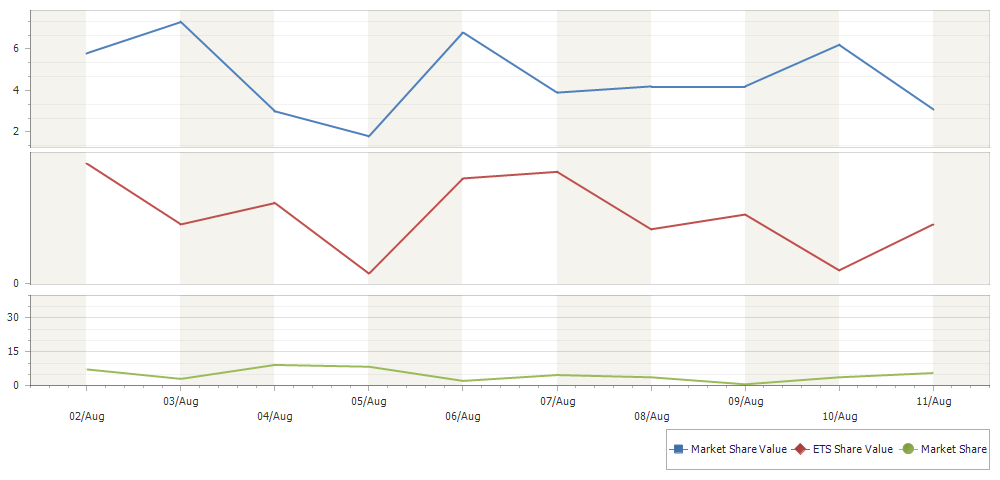 6
4
2
0
30
15
0
03/Aug 05/Aug 07/Aug 09/Aug 11/Aug
02/Aug 04/Aug 06/Aug 08/Aug 10/Aug
Market Share Value ETS Share Value Market Share